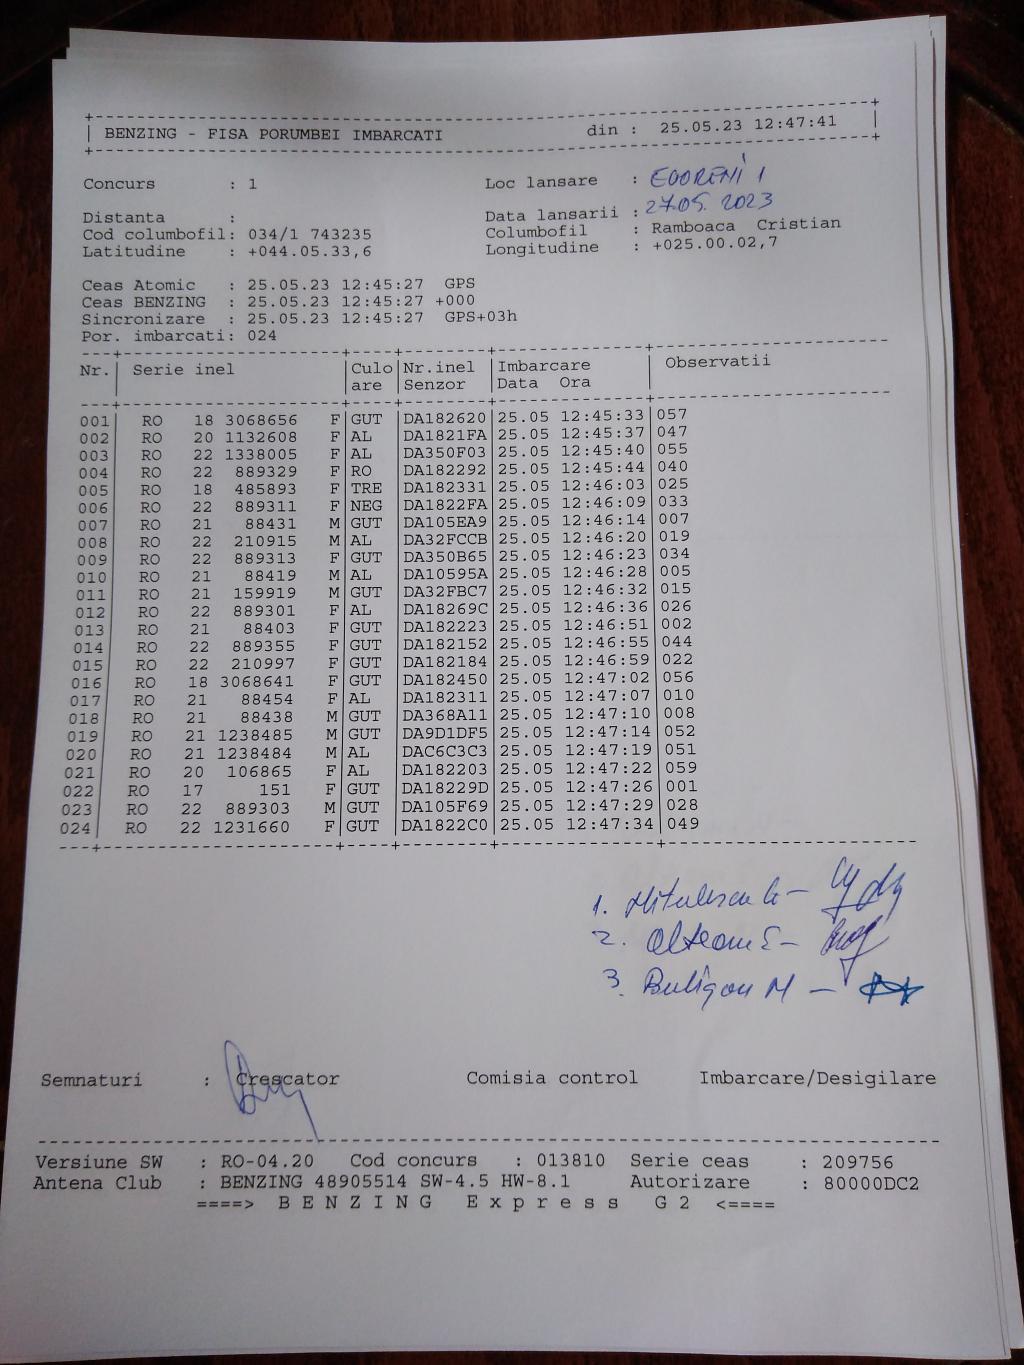 BENZING - FISA PORUMBEI IMBARCATI din : 25.05.23 12:47:41
Concurs : 1 Loc lansare : EGORENI 1
Distanta : Data lansarii : 27.05. 2023
Cod columbofil: 034/1 743235 Columbofil : Ramboaca Cristian
Latitudine : +044.05.33,6 Longitudine : +025.00.02,7
Ceas Atomic : 25.05.23 12:45:27 GPS
Ceas BENZING : 25.05.23 12:45:27 +000
Sincronizare : 25.05.23 12:45:27 GPS+03h
Por. imbarcati: 024
Nr. Serie inel Culo Nr.inel Imbarcare Observatii
are Senzor Data Ora
001 RO 18 3068656 F GUT DA182620 25.05 12:45:33 057
002 RO 20 1132608 F AL DA1821FA 25.05 12:45:37 047
003 RO 22 1338005 F AL DA350F03 25.05 12:45:40 055
004 RO 22 889329 F RO DA182292 25.05 12:45:44 040
005 RO 18 485893 F TRE DA182331 25.05 12:46:03 025
006 RO 22 889311 F NEG DA1822FA 25.05 12:46:09 033
007 RO 21 88431 M GUT DA105EA9 25.05 12:46:14 007
008 RO 22 210915 M AL DA32FCCB 25.05 12:46:20 019
009 RO 22 889313 F GUT DA350B65 25.05 12:46:23 034
010 RO 21 88419 M AL DA10595A 25.05 12:46:28 005
011 RO 21 159919 M GUT DA32FBC7 25.05 12:46:32 015
012 RO 22 889301 F AL DA18269C 25.05 12:46:36 026
013 RO 21 88403 F GUT DA182223 25.05 12:46:51 002
014 RO 22 889355 F GUT DA182152 25.05 12:46:55 044
015 RO 22 210997 F GUT DA182184 25.05 12:46:59 022
016 RO 18 3068641 F GUT DA182450 25.05 12:47:02 056
017 RO 21 88454 F AL DA182311 25.05 12:47:07 010
018 RO 21 88438 M GUT DA368A11 25.05 12:47:10 008
019 RO 21 1238485 M GUT DA9D1DF5 25.05 12:47:14 052
020 RO 21 1238484 M AL DAC6C3C3 25.05 12:47:19 051
021 RO 20 106865 F AL DA182203 25.05 12:47:22 059
022 RO 17 151 F GUT DA18229D 25.05 12:47:26 001
023 RO 22 889303 M GUT DA105F69 25.05 12:47:29 028
024 RO 22 1231660 F GUT DA1822C0 25.05 12:47:34 049
1. Mitulescu G -
2. Olteanu E -
3. Buligou M -
Semnaturi : Crescator Comisia control Imbarcare/Desigilare
Versiune SW : RO-04.20 Cod concurs : 013810 Serie ceas : 209756
Antena Club : BENZING 48905514 SW-4.5 HW-8.1 Autorizare : 80000DC2
====> B E N Z I N G E x p r e s s G 2 <====